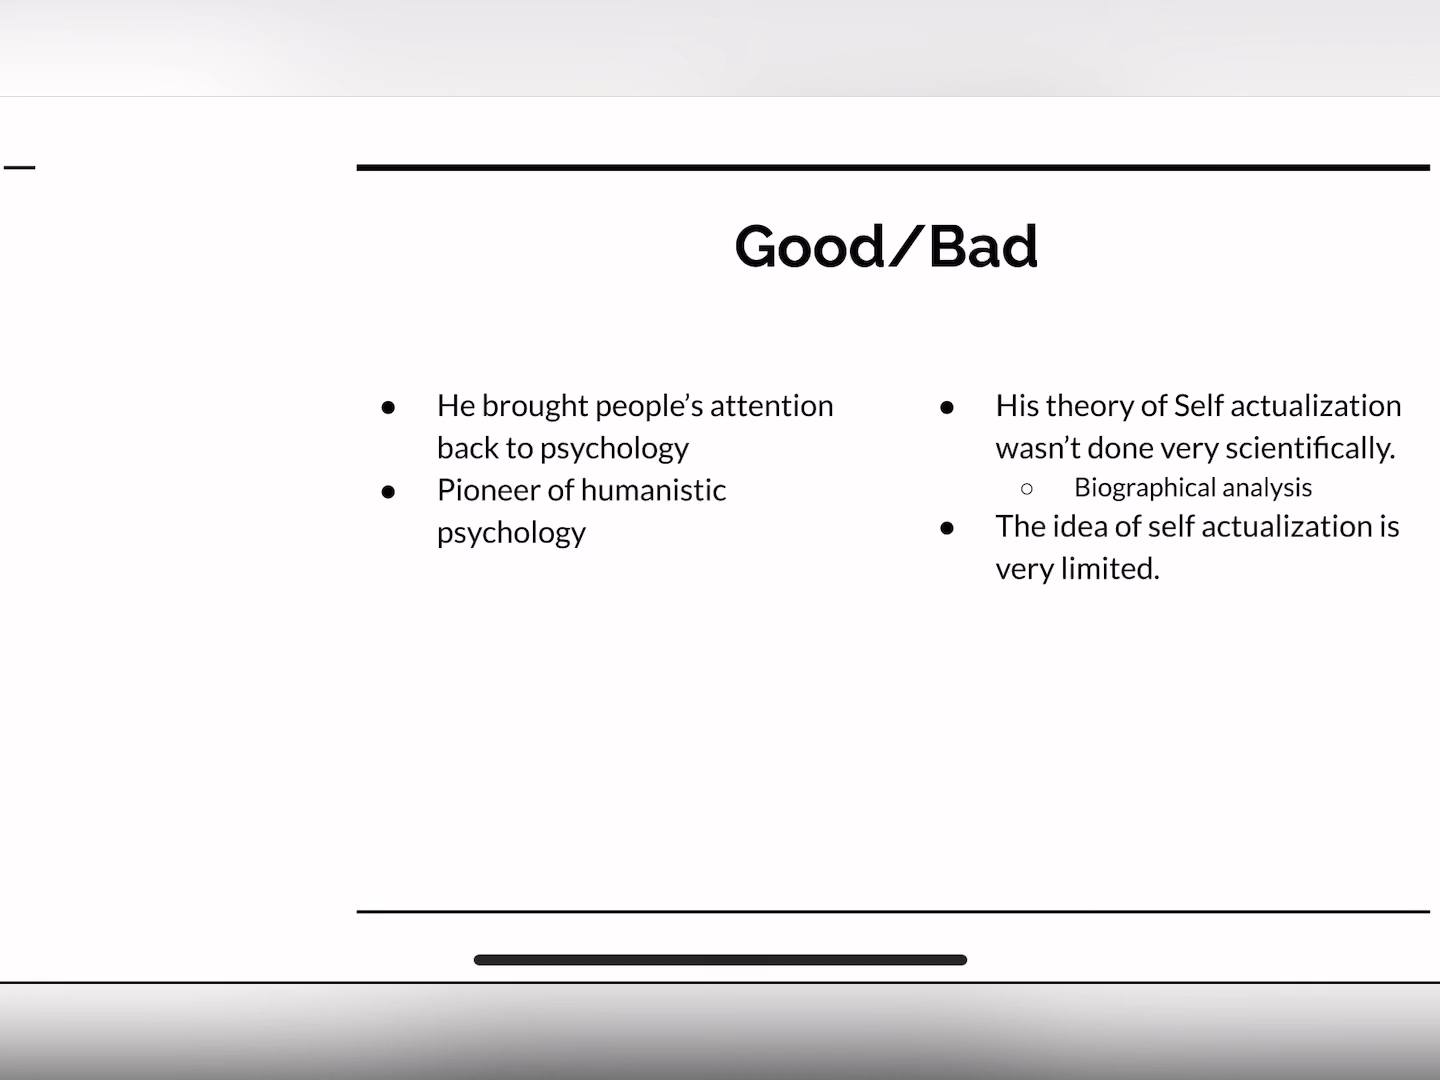 Good/Bad
● He brought people’s attention
back to psychology
● Pioneer of humanistic
psychology
● His theory of Self actualization
wasn’t done very scientifically.
○ Biographical analysis
● The idea of self actualization is
very limited.